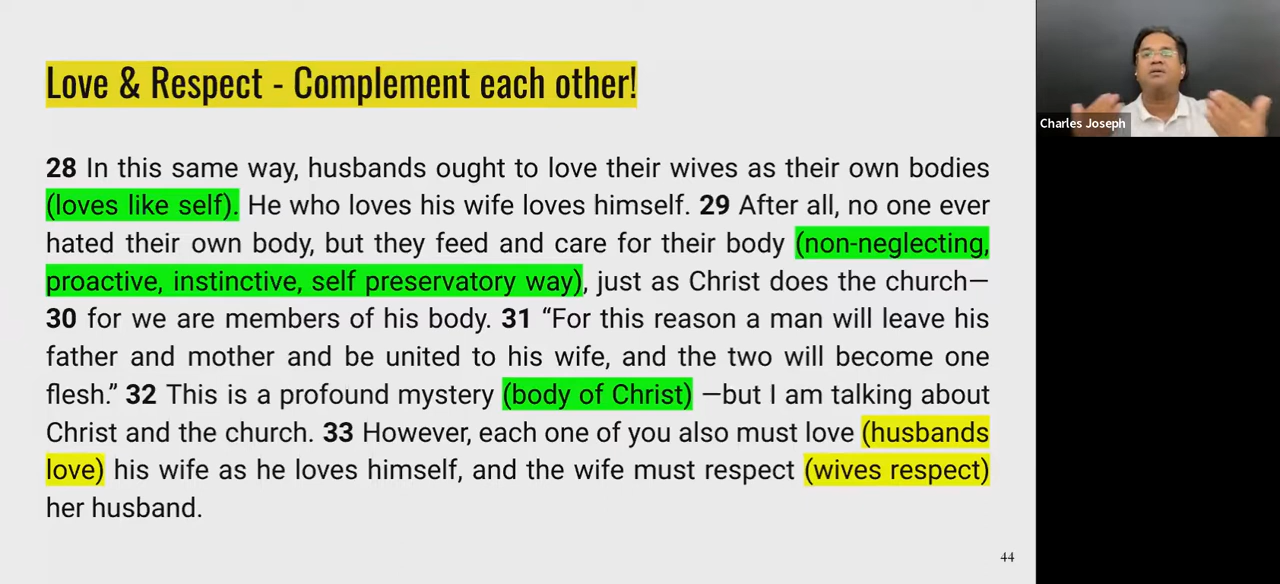 Love & Respect - Complement each other!
28 In this same way, husbands ought to love their wives as their own bodies
(loves like self). He who loves his wife loves himself. 29 After all, no one ever
hated their own body, but they feed and care for their body (non-neglecting,
proactive, instinctive, self preservatory way), just as Christ does the church—
30 for we are members of his body. 31 “For this reason a man will leave his
father and mother and be united to his wife, and the two will become one
flesh.” 32 This is a profound mystery (body of Christ) —but I am talking about
Christ and the church. 33 However, each one of you also must love (husbands
love) his wife as he loves himself, and the wife must respect (wives respect)
her husband.
44
Charles Joseph